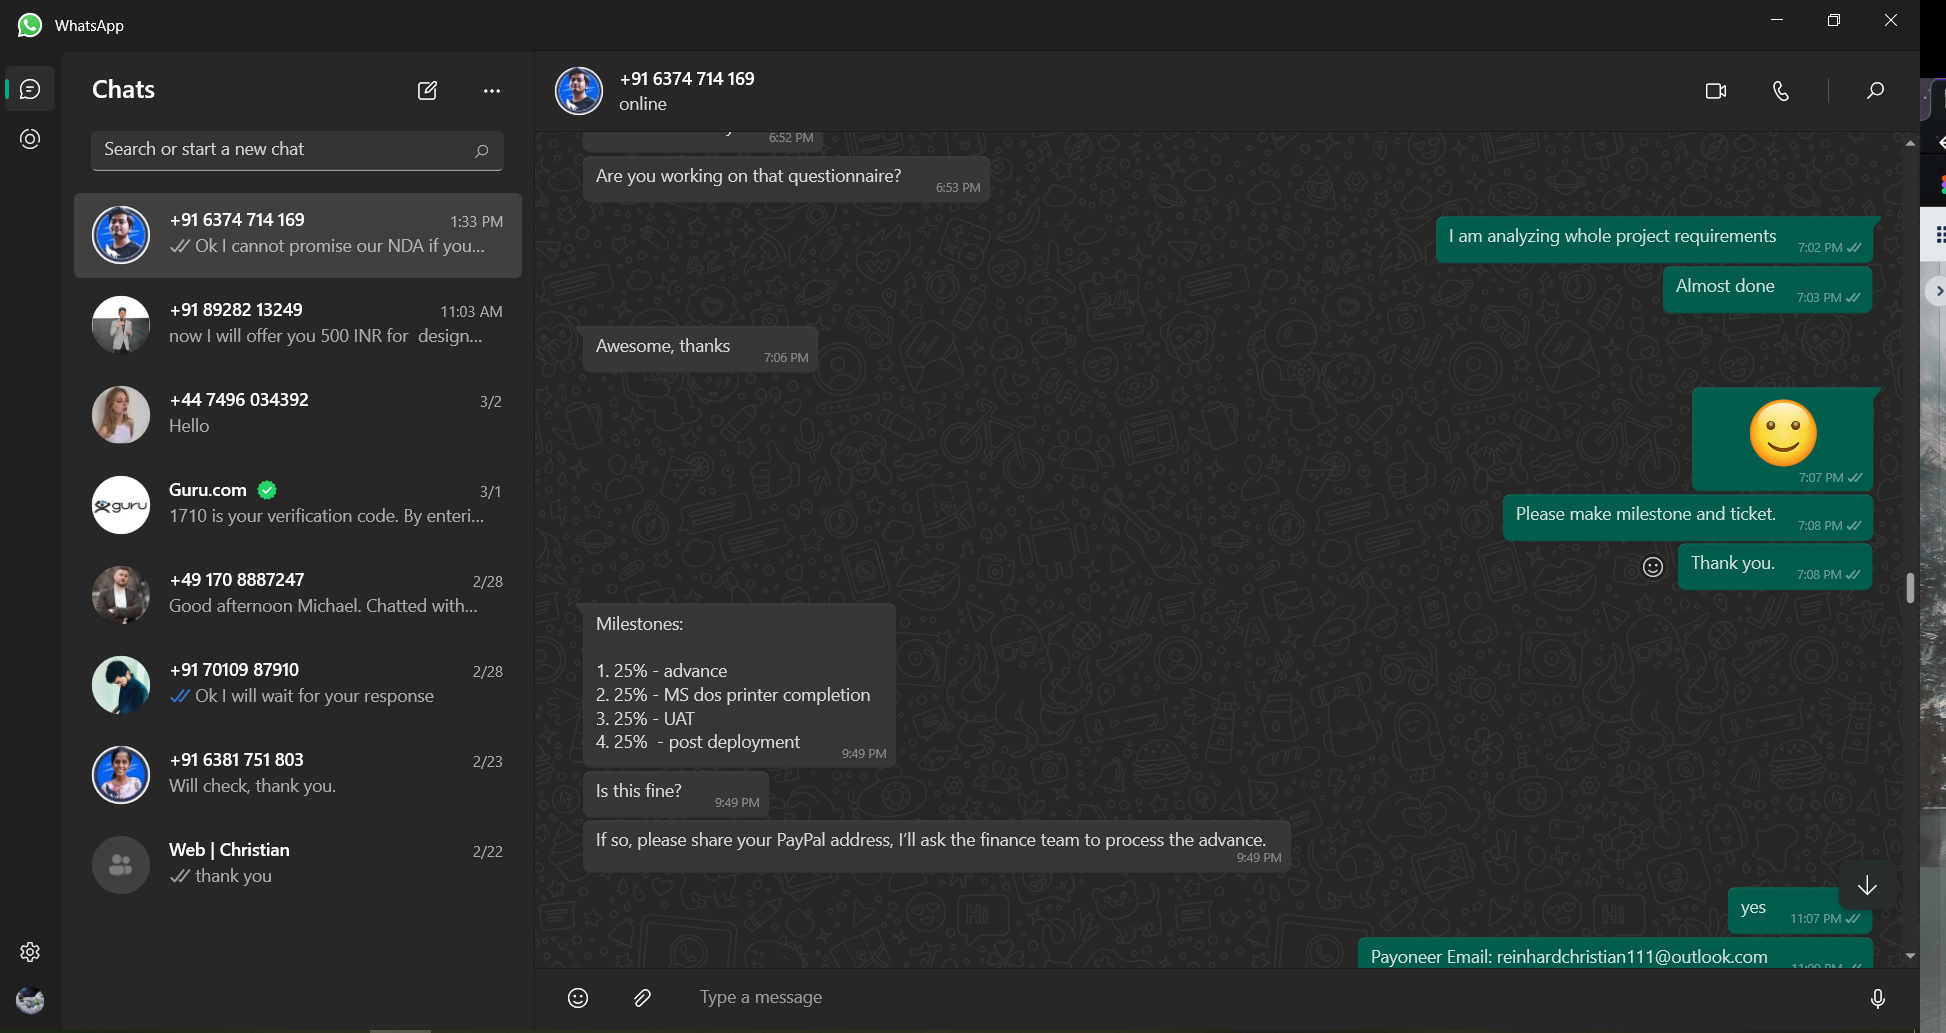 WhatsApp
Chats
Search or start a new chat
+91 6374 714 169
1:33 PM
Ok I cannot promise our NDA if you...
+91 89282 13249
11:03 AM
now I will offer you 500 INR for design...
+44 7496 034392
3/2
Hello
guru
Guru.com
3/1
1710 is your verification code. By enteri...
+49 170 8887247
2/28
Good afternoon Michael. Chatted with...
+91 70109 87910
2/28
Ok I will wait for your response
+91 6381 751 803
2/23
Will check, thank you.
Web | Christian
2/22
thank you
+91 6374 714 169
online
6:52 PM
Are you working on that questionnaire?
6:53 PM
I am analyzing whole project requirements
7:02 PM
Almost done
7:03 PM
Awesome, thanks
7:06 PM
7:07 PM
Please make milestone and ticket.
7:08 PM
Thank you.
7:08 PM
Milestones:
1. 25% - advance
2. 25% - MS dos printer completion
3. 25% - UAT
4. 25%  - post deployment
9:49 PM
Is this fine?
9:49 PM
If so, please share your PayPal address, I'll ask the finance team to process the advance.
9:49 PM
yes
11:07 PM
Payoneer Email: reinhardchristian111@outlook.com
Type a message